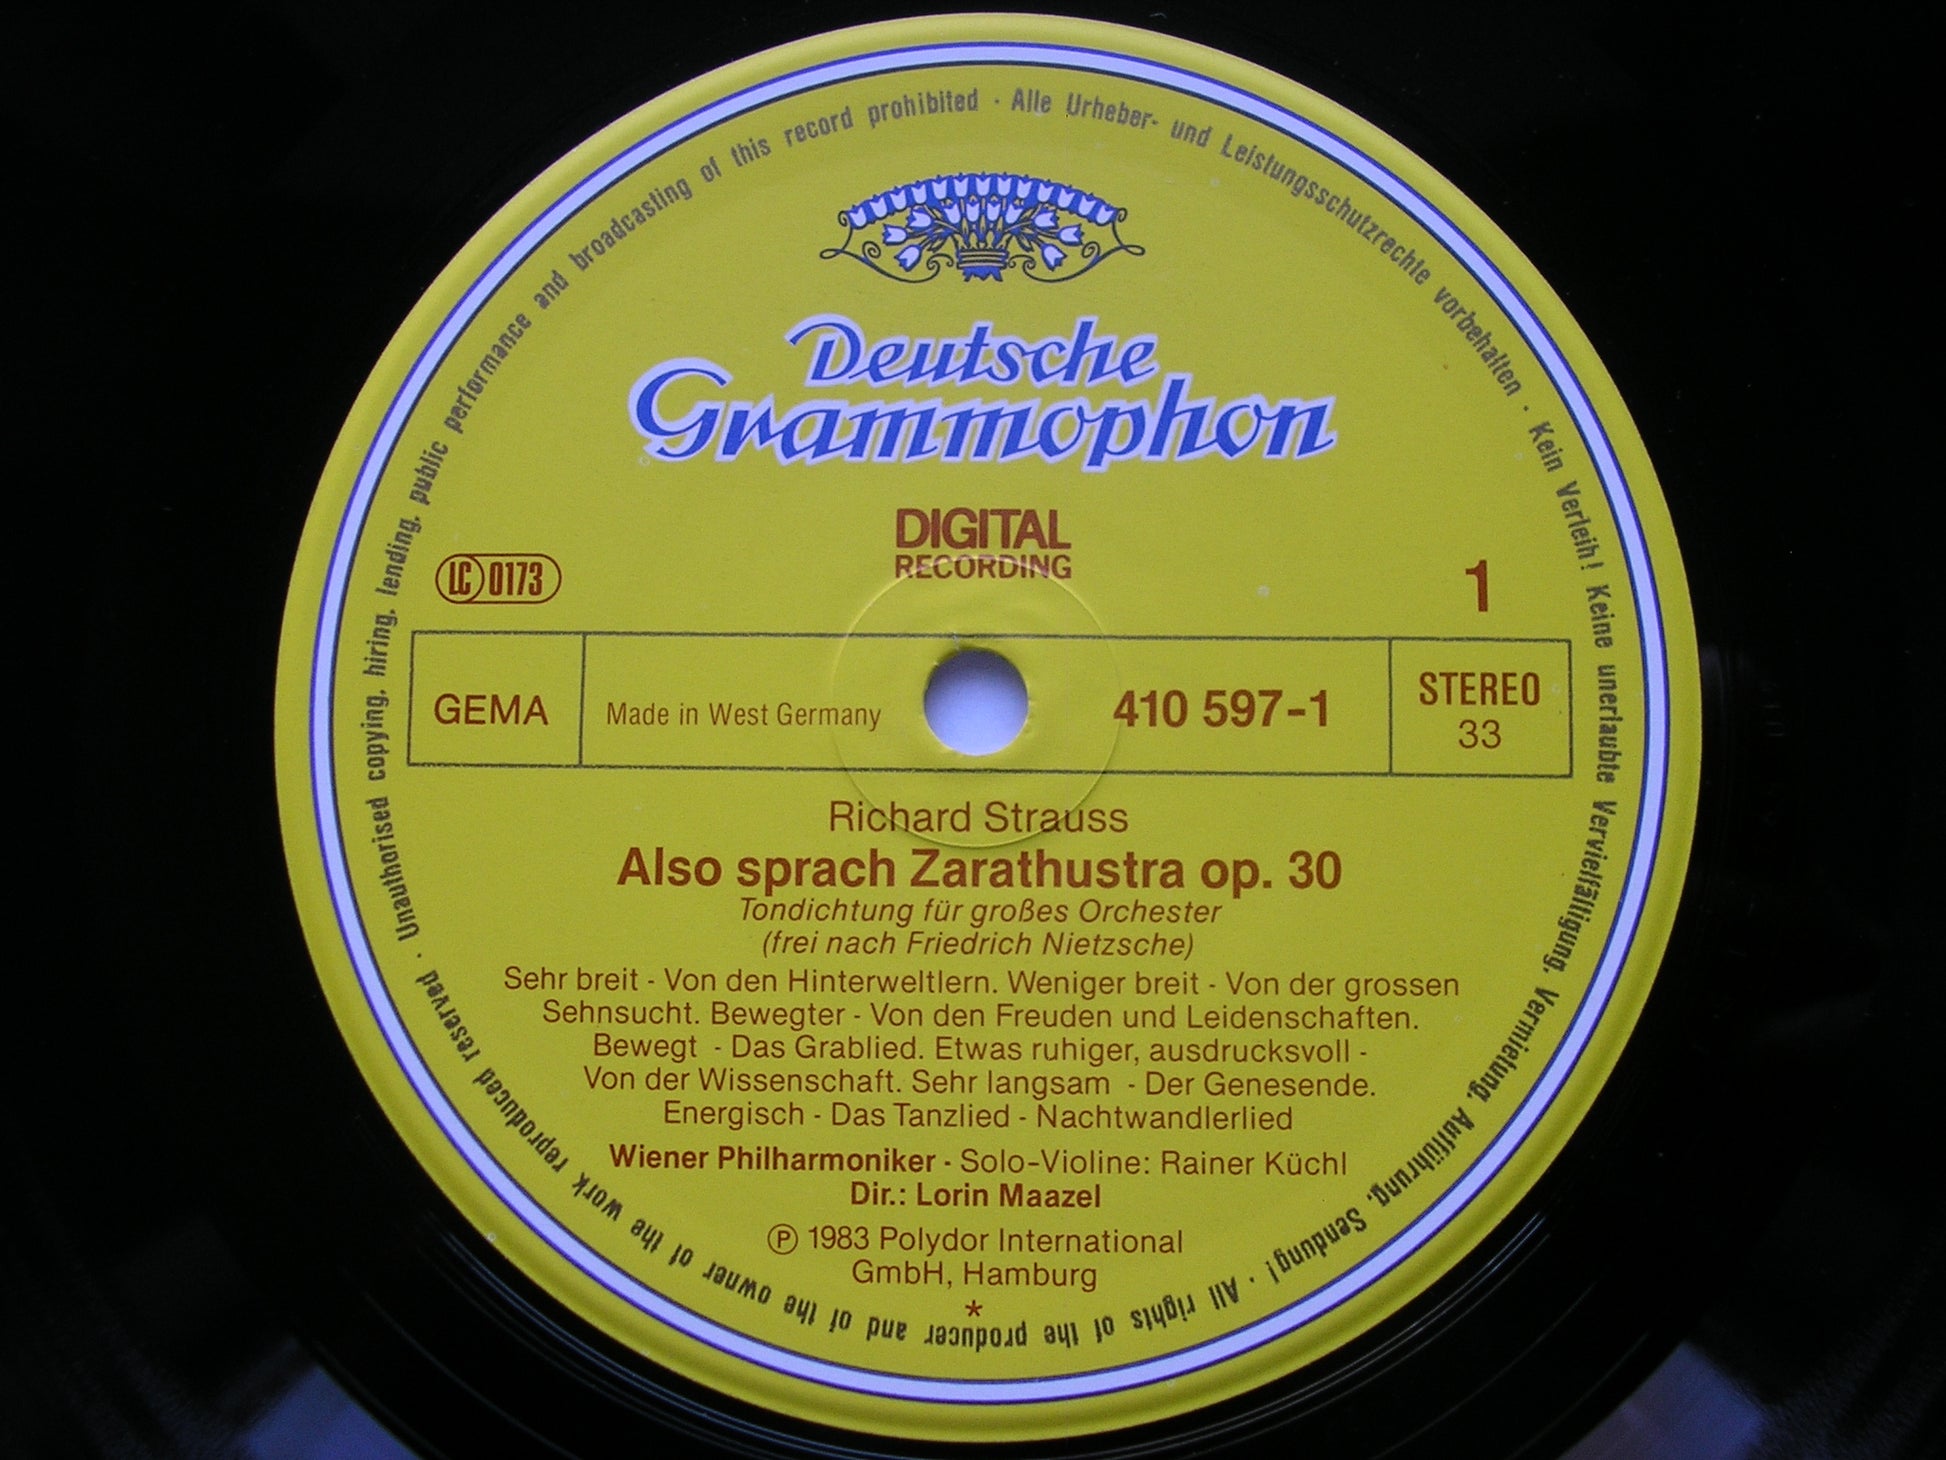 Deutsche
Grammophon
DIGITAL
RECORDING
LC 0173
1
GEMA
Made in West Germany
410 597-1
STEREO
33
Richard Strauss
Also sprach Zarathustra op. 30
Tondichtung für großes Orchester
(frei nach Friedrich Nietzsche)
Sehr breit - Von den Hinterweltlern. Weniger breit - Von der grossen
Sehnsucht. Bewegter - Von den Freuden und Leidenschaften.
Bewegt - Das Grablied. Etwas ruhiger, ausdrucksvoll -
Von der Wissenschaft. Sehr langsam - Der Genesende.
Energisch - Das Tanzlied - Nachtwandlerlied
Wiener Philharmoniker - Solo-Violine: Rainer Küchl
Dir.: Lorin Maazel
℗ 1983 Polydor International
GmbH, Hamburg
*
Alle Urheber- und Leistungsschutzrechte vorbehalten · Kein Verleih! Keine unerlaubte Vervielfältigung, Vermietung, Aufführung, Sendung! · All rights of the producer and of the owner of the work reproduced reserved · Unauthorised copying, hiring, lending, public performance and broadcasting of this record prohibited ·